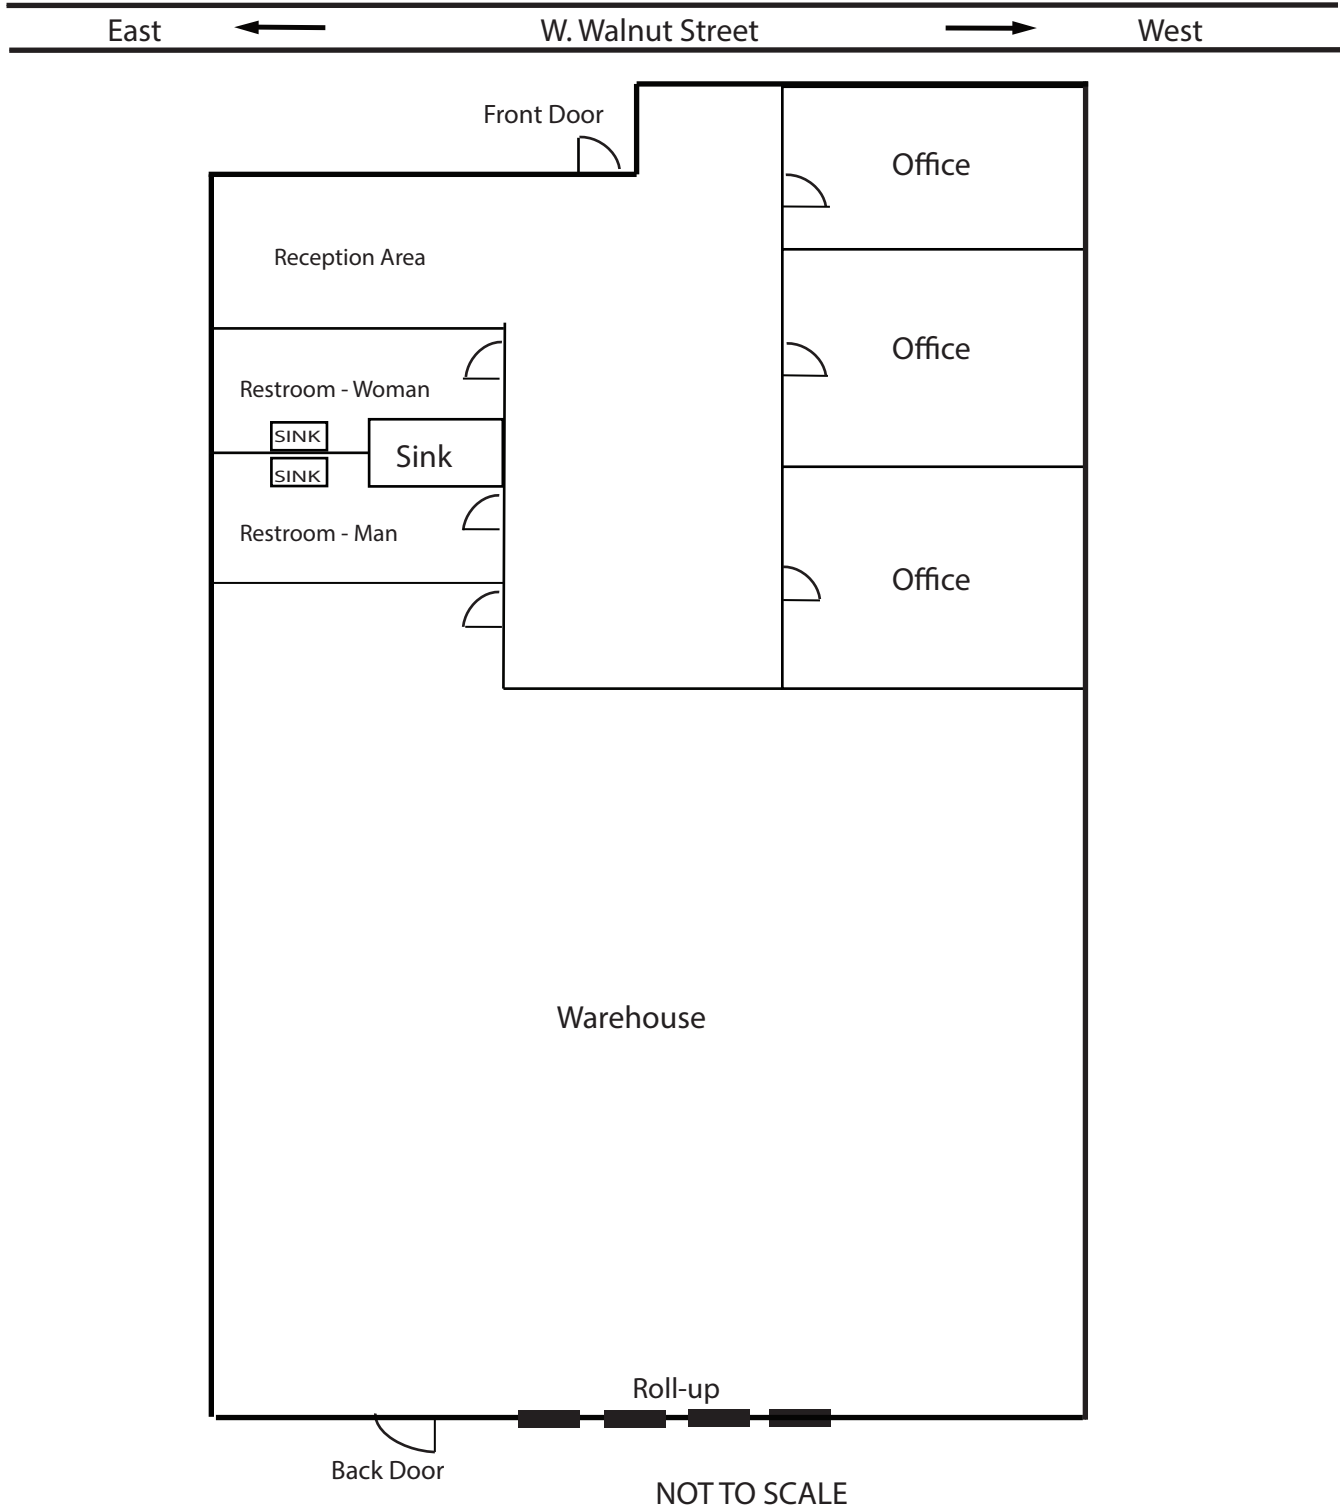 East
W. Walnut Street
West
Front Door
Office
Reception Area
Office
Restroom - Woman
SINK
Sink
SINK
Restroom - Man
Office
Warehouse
Roll-up
Back Door
NOT TO SCALE